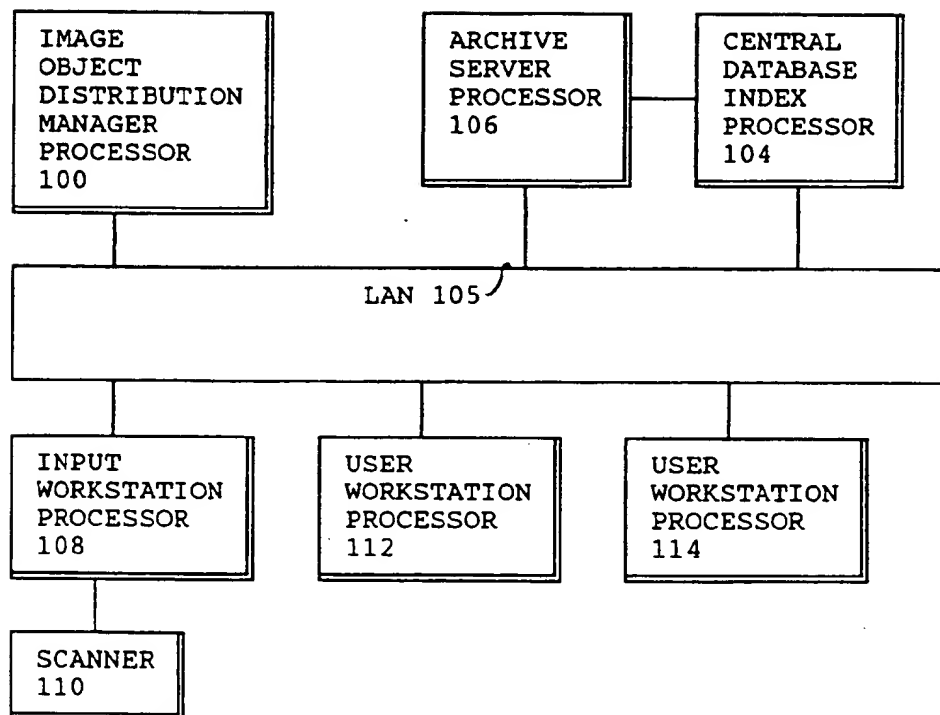 IMAGE
OBJECT
DISTRIBUTION
MANAGER
PROCESSOR
100
ARCHIVE
SERVER
PROCESSOR
106
CENTRAL
DATABASE
INDEX
PROCESSOR
104
LAN 105
INPUT
WORKSTATION
PROCESSOR
108
USER
WORKSTATION
PROCESSOR
112
USER
WORKSTATION
PROCESSOR
114
SCANNER
110